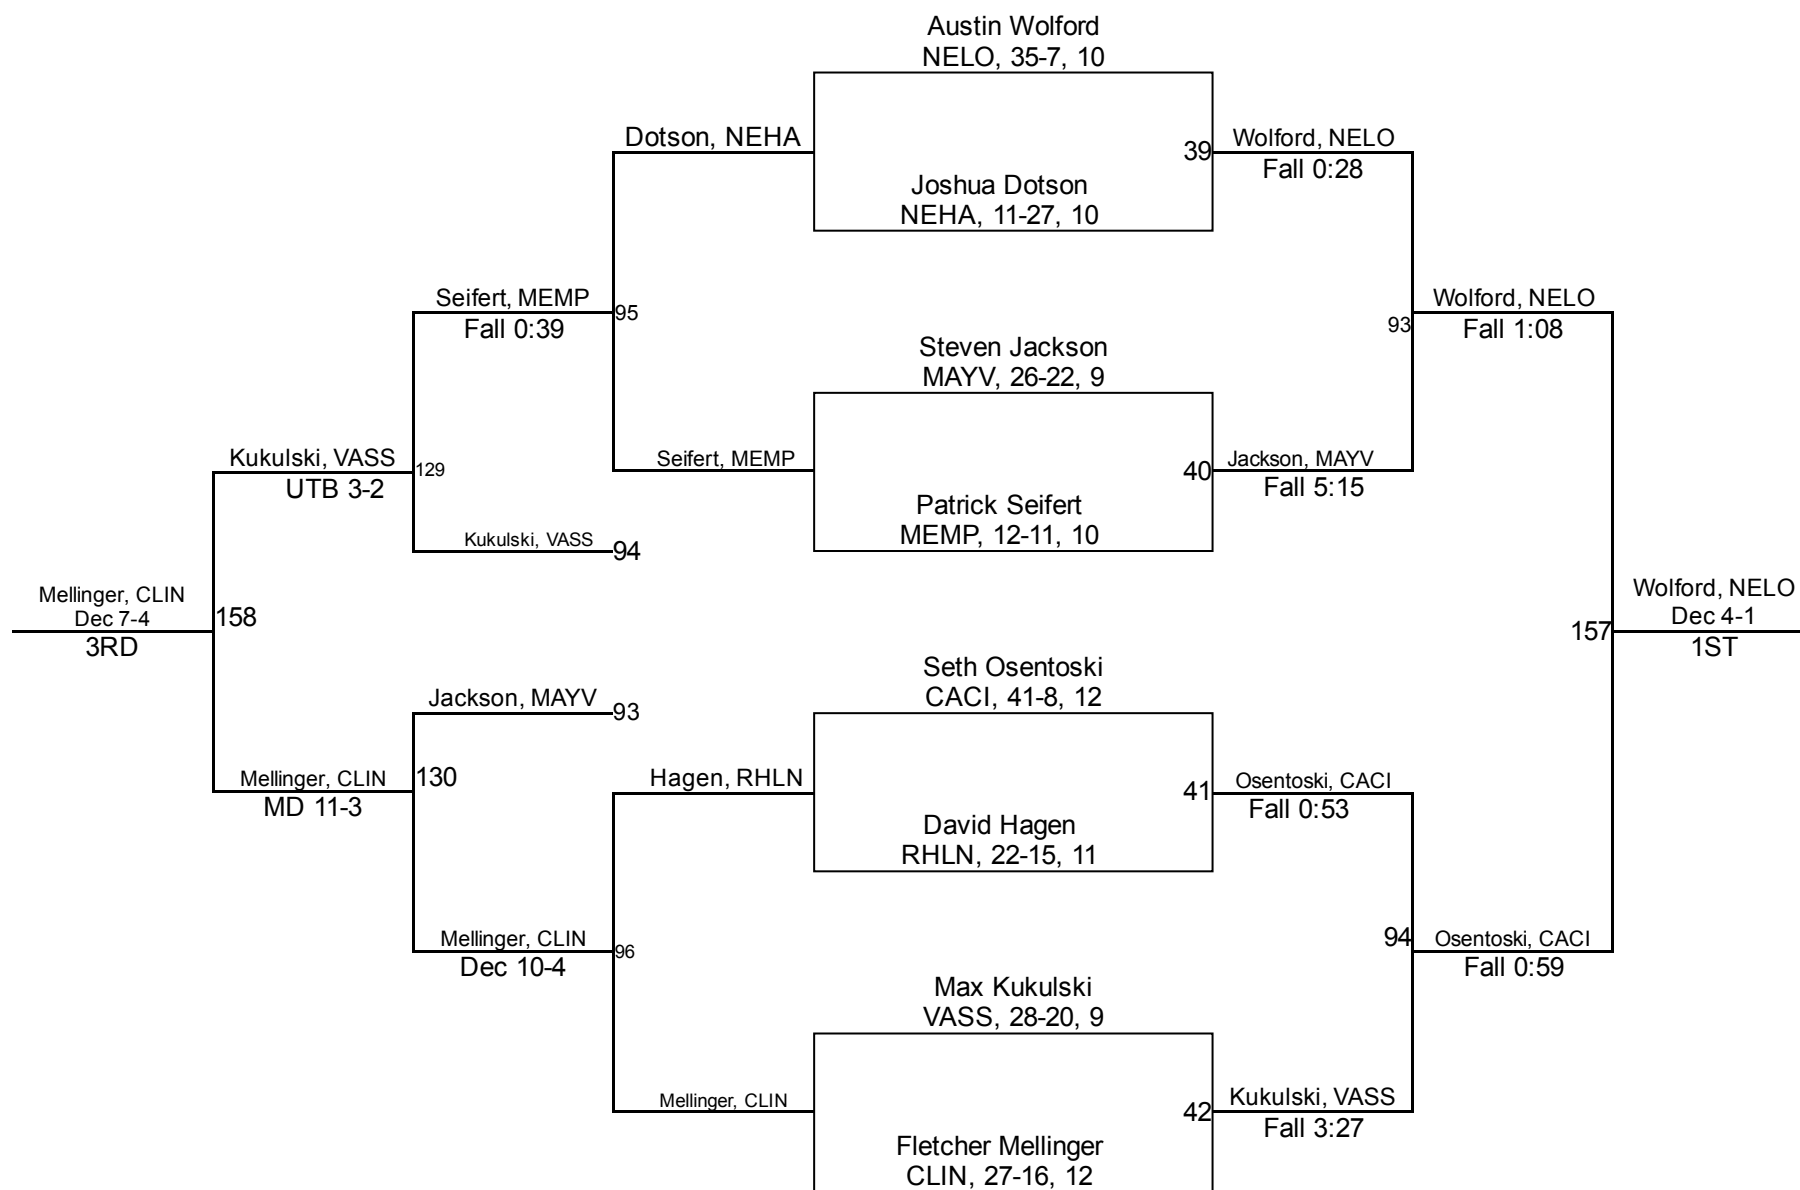 Austin Wolford
NELO, 35-7, 10
Dotson, NEHA
39
Wolford, NELO
Fall 0:28
Joshua Dotson
NEHA, 11-27, 10
Seifert, MEMP
Fall 0:39
95
93
Wolford, NELO
Fall 1:08
Steven Jackson
MAYV, 26-22, 9
Kukulski, VASS
UTB 3-2
129
Seifert, MEMP
40
Jackson, MAYV
Fall 5:15
Patrick Seifert
MEMP, 12-11, 10
Kukulski, VASS
94
Mellinger, CLIN
Dec 7-4
3RD
158
157
Wolford, NELO
Dec 4-1
1ST
Seth Osentoski
CACI, 41-8, 12
Jackson, MAYV
93
Mellinger, CLIN
MD 11-3
130
Hagen, RHLN
41
Osentoski, CACI
Fall 0:53
David Hagen
RHLN, 22-15, 11
Mellinger, CLIN
Dec 10-4
96
94
Osentoski, CACI
Fall 0:59
Max Kukulski
VASS, 28-20, 9
Mellinger, CLIN
42
Kukulski, VASS
Fall 3:27
Fletcher Mellinger
CLIN, 27-16, 12